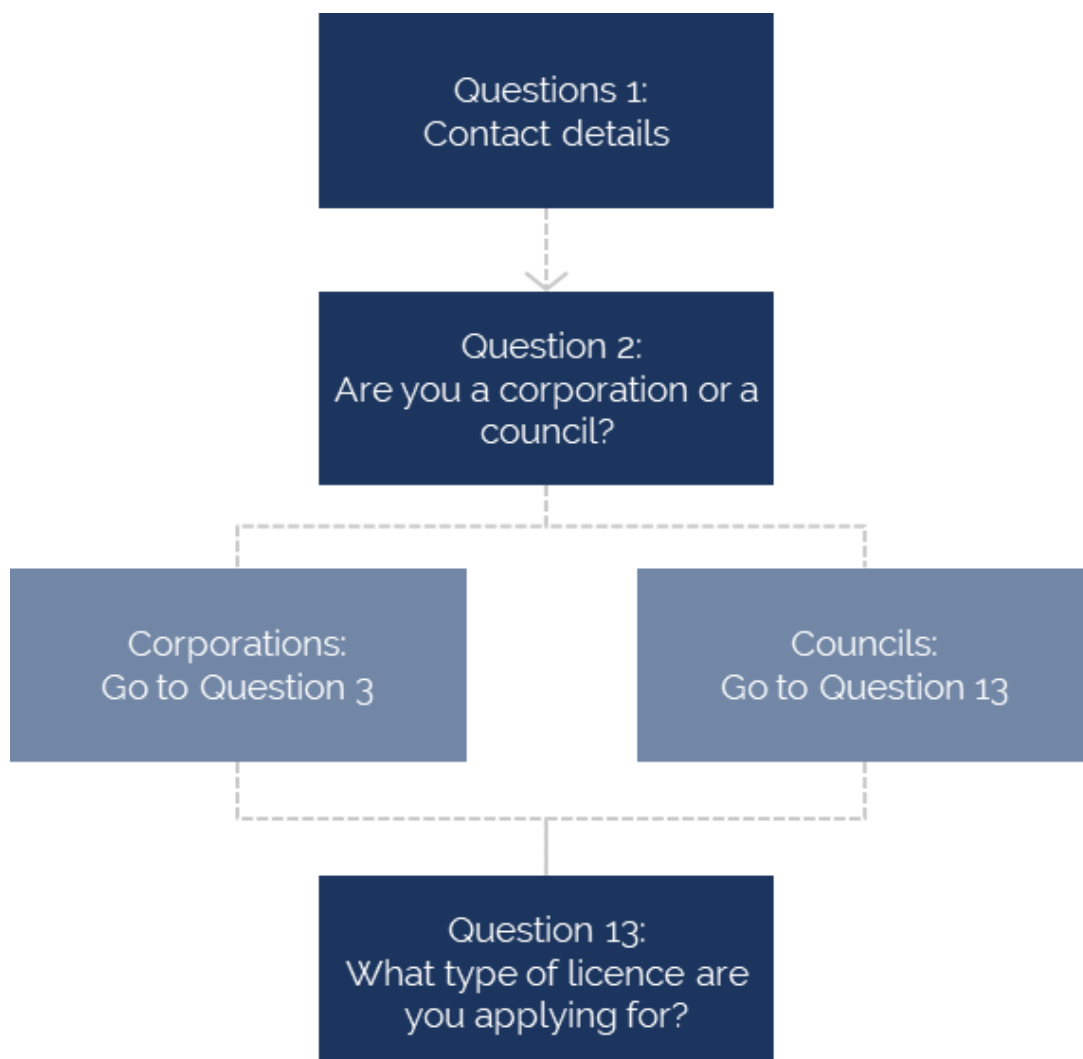 Questions 1:
Contact details
Question 2:
Are you a corporation or a
council?
Corporations:
Go to Question 3
Councils:
Go to Question 13
Question 13:
What type of licence are
you applying for?